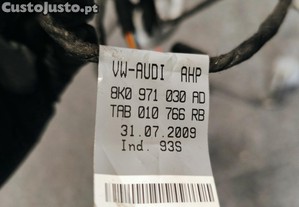 CustoJusto.pt
VW-AUDI AHP
8K0 971 030 AD
TAB 010 766 RB
31.07.2009
Ind. 93S